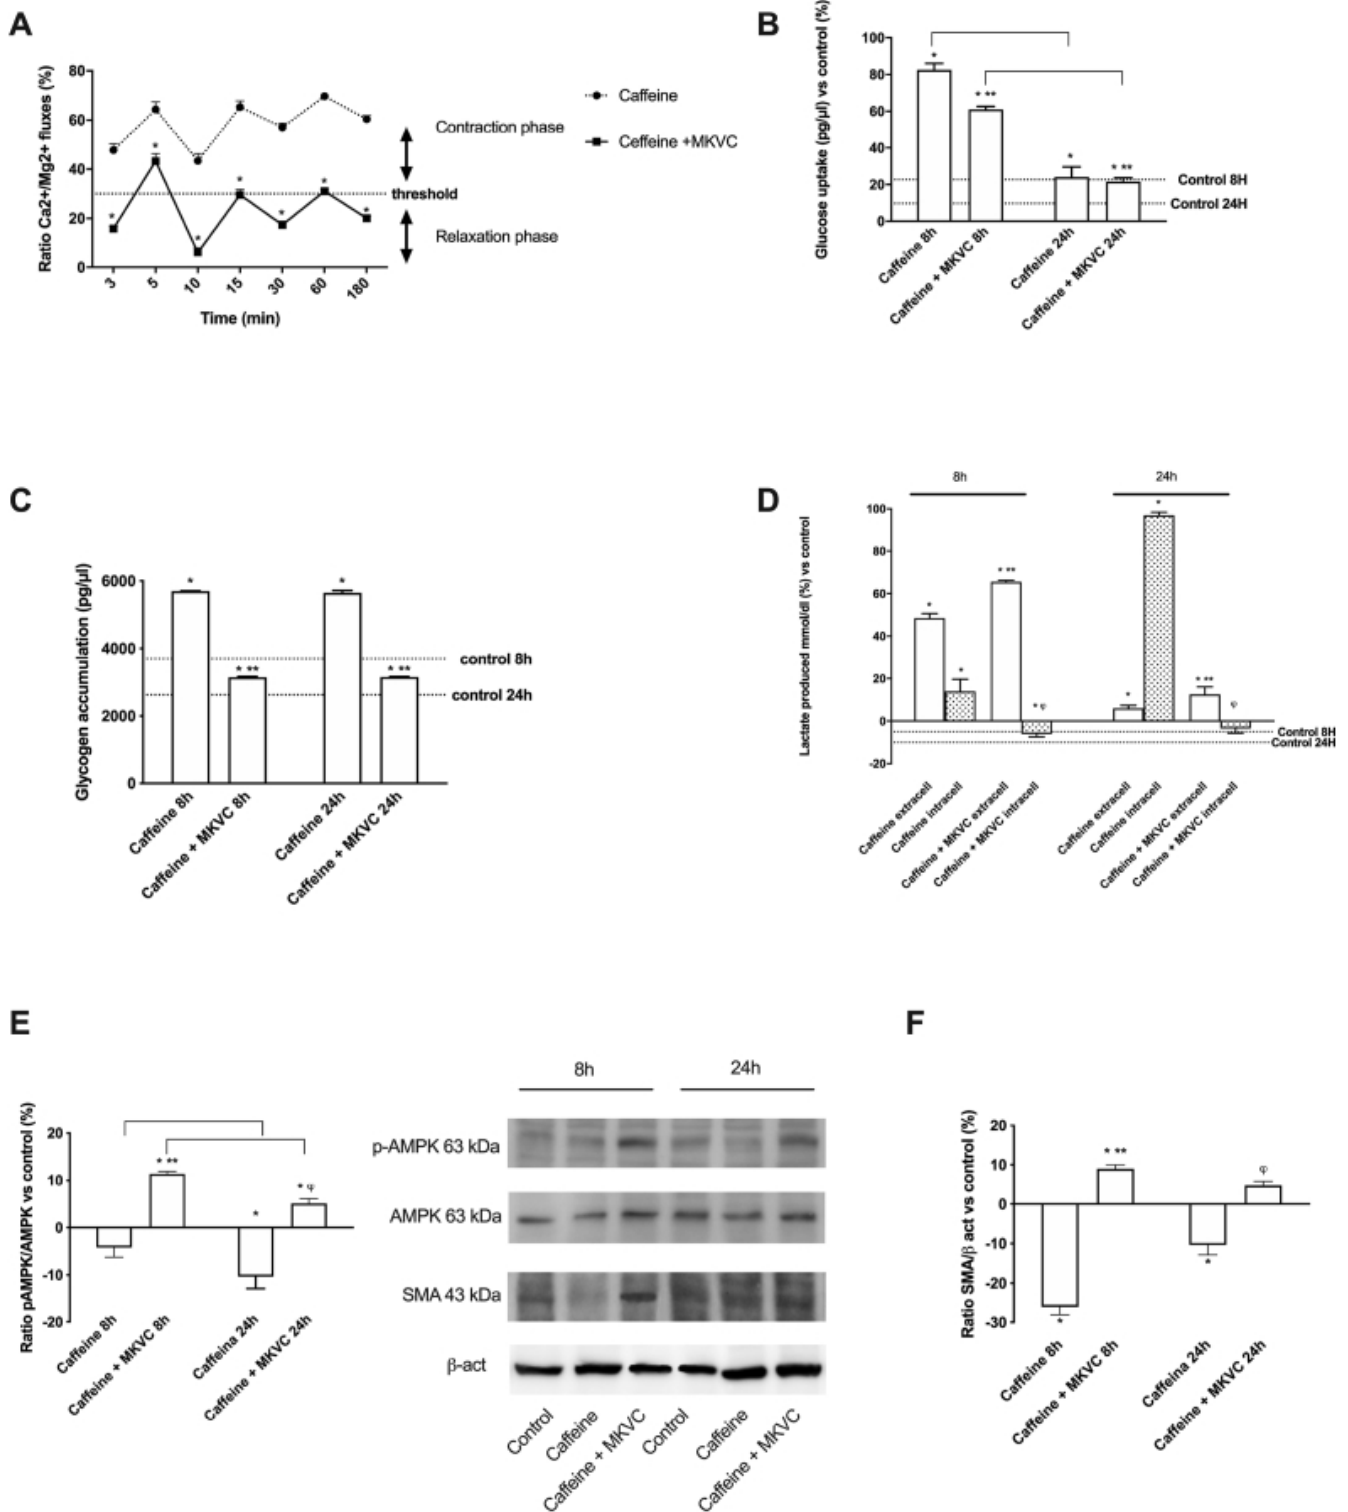 A
Ratio Ca2+/Mg2+ fluxes (%)
80
60
40
20
0
*
*
*
*
*
*
*
3
5
10
15
30
60
180
Time (min)
Caffeine
Ceffeine +MKVC
Contraction phase
threshold
Relaxation phase
B
Glucose uptake (pg/µl) vs control (%)
100
80
60
40
20
0
*
* **
*
* **
Control 8H
Control 24H
Caffeine 8h
Caffeine + MKVC 8h
Caffeine 24h
Caffeine + MKVC 24h
C
Glycogen accumulation (pg/µl)
6000
4000
2000
0
*
* **
*
* **
control 8h
control 24h
Caffeine 8h
Caffeine + MKVC 8h
Caffeine 24h
Caffeine + MKVC 24h
D
8h
24h
Lactate produced mmol/dl (%) vs control
100
80
60
40
20
0
-20
*
*
* **
* φ
*
*
* **
φ
Control 8H
Control 24H
Caffeine extracell
Caffeine intracell
Caffeine + MKVC extracell
Caffeine + MKVC intracell
Caffeine extracell
Caffeine intracell
Caffeine + MKVC extracell
Caffeine + MKVC intracell
E
Ratio pAMPK/AMPK vs control (%)
20
10
0
-10
-20
* **
*
* φ
Caffeine 8h
Caffeine + MKVC 8h
Caffeina 24h
Caffeine + MKVC 24h
8h
24h
p-AMPK 63 kDa
AMPK 63 kDa
SMA 43 kDa
β-act
Control
Caffeine
Caffeine + MKVC
Control
Caffeine
Caffeine + MKVC
F
Ratio SMA/β act vs control (%)
20
10
0
-10
-20
-30
*
* **
*
φ
Caffeine 8h
Caffeine + MKVC 8h
Caffeina 24h
Caffeine + MKVC 24h